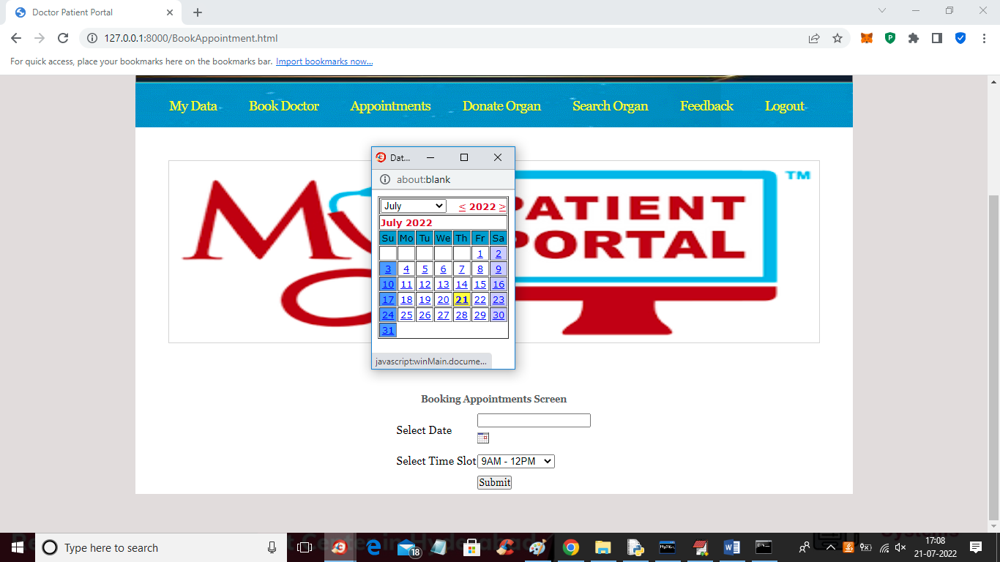 Doctor Patient Portal
127.0.0.1:8000/BookAppointment.html
For quick access, place your bookmarks here on the bookmarks bar. Import bookmarks now...
My Data Book Doctor Appointments Donate Organ Search Organ Feedback Logout
Dat...
about:blank
July < 2022 >
July 2022
Su Mo Tu We Th Fr Sa
1 2
3 4 5 6 7 8 9
10 11 12 13 14 15 16
17 18 19 20 21 22 23
24 25 26 27 28 29 30
31
javascript:winMain.docume...
My
PATIENT TM
PORTAL
Booking Appointments Screen
Select Date
Select Time Slot 9AM - 12PM
Submit
Type here to search
18
17:08
21-07-2022